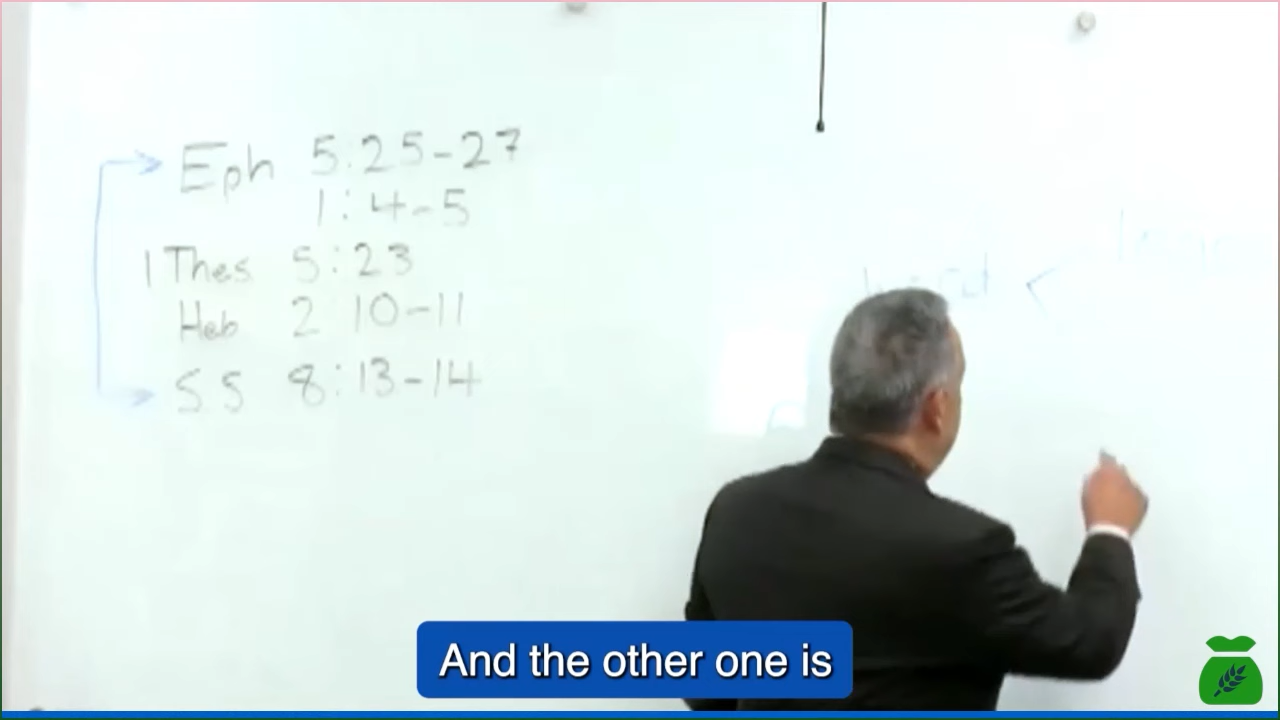 Eph 5:25-27
1:4-5
1 Thes 5:23
Heb 2 10-11
SS 8:13-14
<
And the other one is